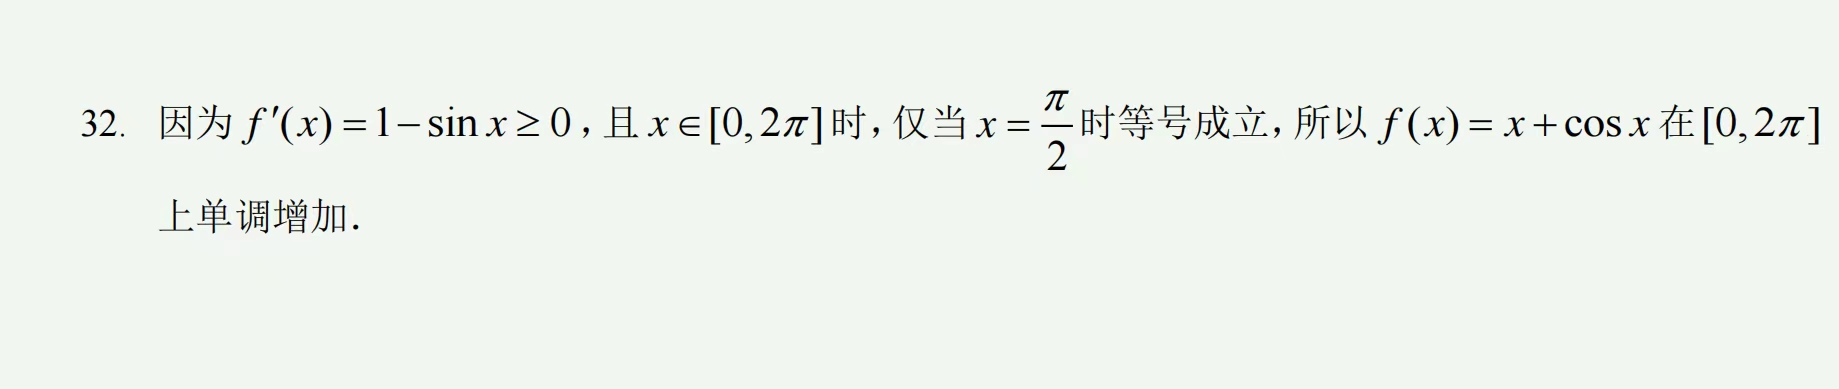 32. 因为 f′(x)=1−sin x≥0，且 x∈[0,2π]时，仅当 x=π/2 时等号成立，所以 f(x)=x+cos x 在[0,2π]
上单调增加．